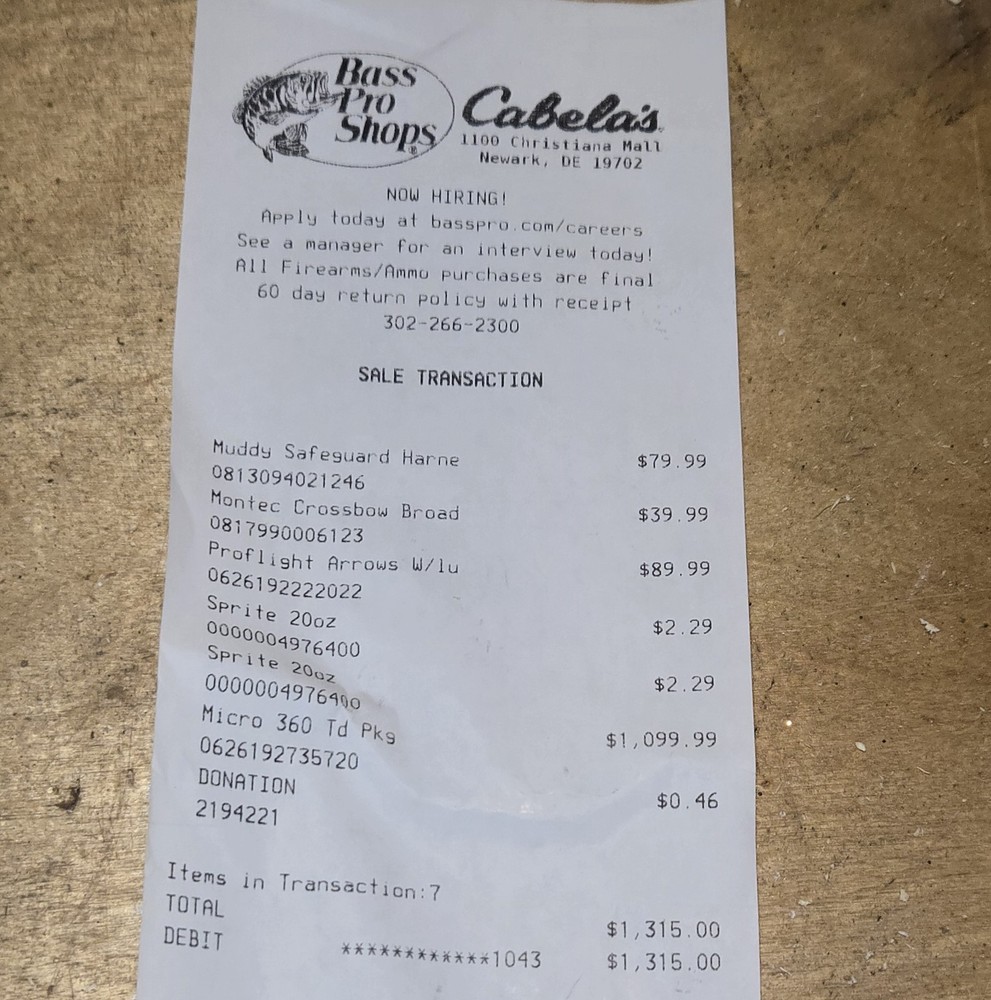 Bass
Pro
Shops®
Cabela's
1100 Christiana Mall
Newark, DE 19702
NOW HIRING!
Apply today at basspro.com/careers
See a manager for an interview today!
All Firearms/Ammo purchases are final
60 day return policy with receipt
302-266-2300
SALE TRANSACTION
Muddy Safeguard Harne $79.99
0813094021246
Montec Crossbow Broad $39.99
0817990006123
Proflight Arrows W/lu $89.99
0626192222022
Sprite 20oz $2.29
0000004976400
Sprite 20oz $2.29
0000004976400
Micro 360 Td Pkg $1,099.99
0626192735720
DONATION $0.46
2194221
Items in Transaction:7
TOTAL $1,315.00
DEBIT ************1043 $1,315.00